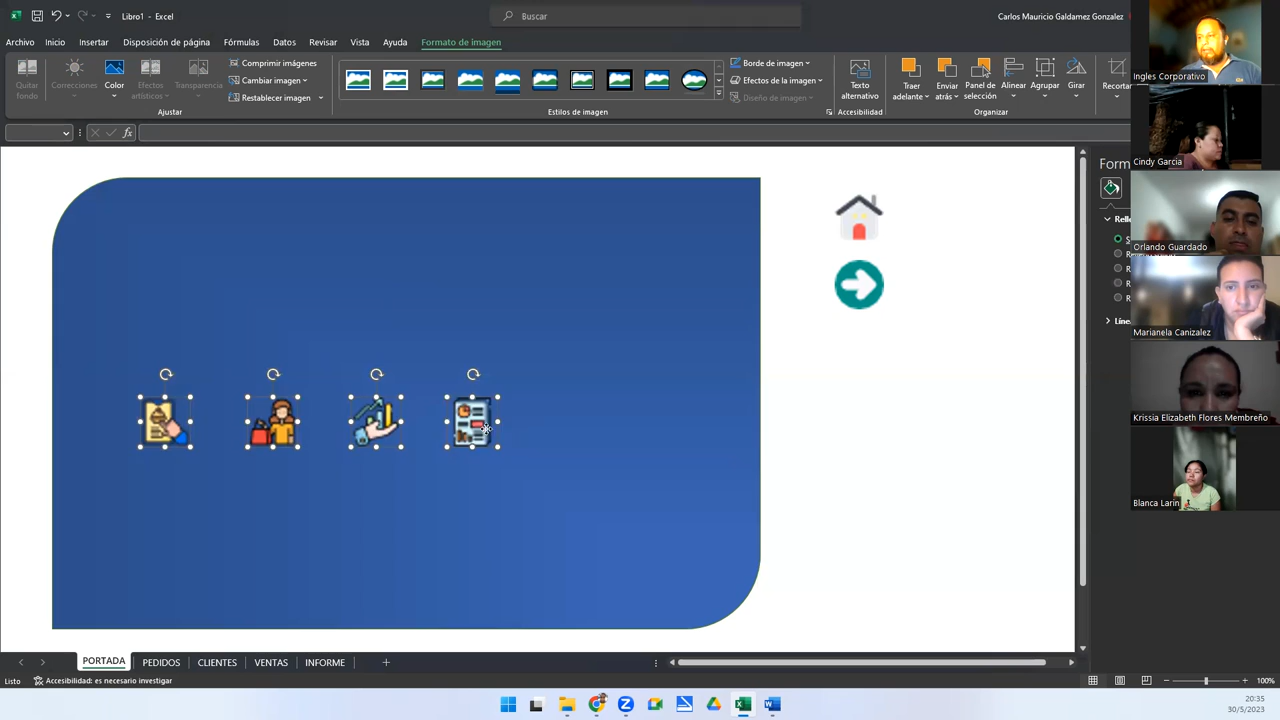 Libro1 - Excel
Buscar
Carlos Mauricio Galdamez Gonzalez
Archivo Inicio Insertar Disposición de página Fórmulas Datos Revisar Vista Ayuda Formato de imagen
Quitar fondo
Correcciones
Color
Efectos artísticos
Transparencia
Comprimir imágenes
Cambiar imagen
Restablecer imagen
Ajustar
Estilos de imagen
Borde de imagen
Efectos de la imagen
Diseño de imagen
Texto alternativo
Accesibilidad
Traer adelante
Enviar atrás
Panel de selección
Alinear
Agrupar
Girar
Organizar
Recortar
fx
Form
Relle
S
R
R
R
R
Líne
Ingles Corporativo
Cindy Garcia
Orlando Guardado
Marianela Canizalez
Krissia Elizabeth Flores Membreño
Blanca Larin
PORTADA PEDIDOS CLIENTES VENTAS INFORME
Listo Accesibilidad: es necesario investigar
100%
20:35
30/5/2023